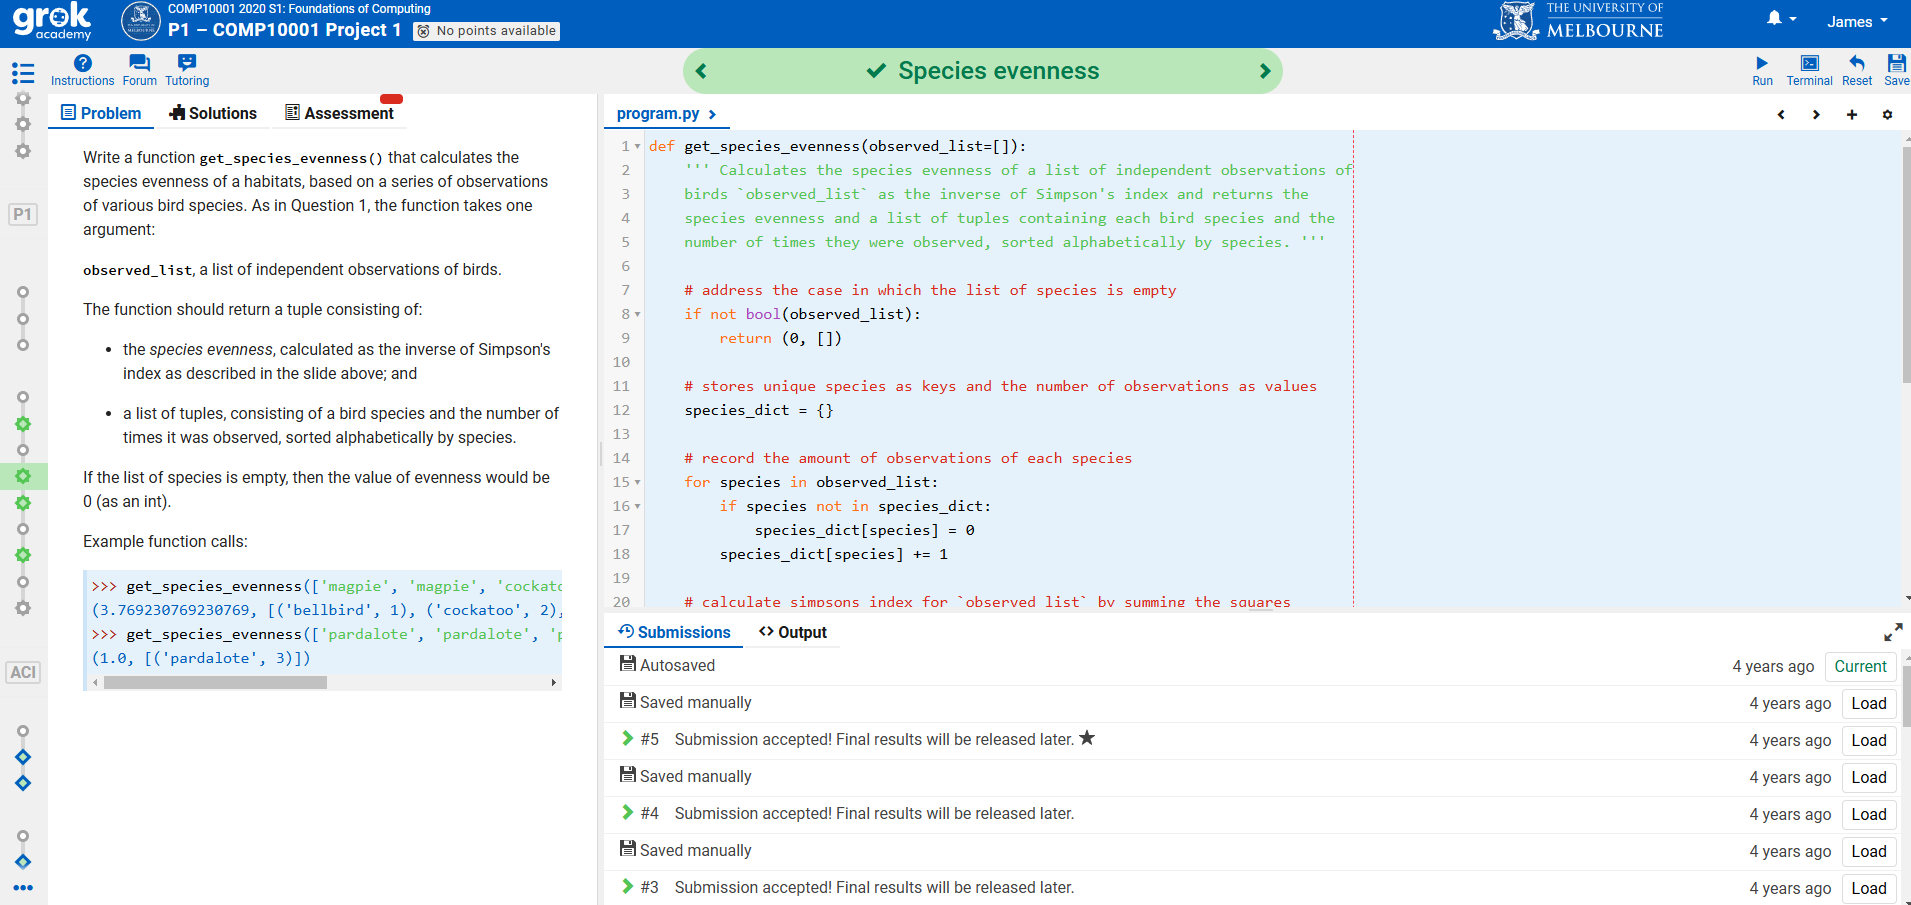 grok
academy
COMP10001 2020 S1: Foundations of Computing
P1 – COMP10001 Project 1
No points available
THE UNIVERSITY OF
MELBOURNE
James
Instructions
Forum
Tutoring
Species evenness
Run
Terminal
Reset
Save
Problem
Solutions
Assessment
P1
ACI
Write a function get_species_evenness() that calculates the
species evenness of a habitats, based on a series of observations
of various bird species. As in Question 1, the function takes one
argument:
observed_list, a list of independent observations of birds.
The function should return a tuple consisting of:
• the species evenness, calculated as the inverse of Simpson's
index as described in the slide above; and
• a list of tuples, consisting of a bird species and the number of
times it was observed, sorted alphabetically by species.
If the list of species is empty, then the value of evenness would be
0 (as an int).
Example function calls:
>>> get_species_evenness(['magpie', 'magpie', 'cockato
(3.769230769230769, [('bellbird', 1), ('cockatoo', 2),
>>> get_species_evenness(['pardalote', 'pardalote', 'p
(1.0, [('pardalote', 3)])
program.py
1 def get_species_evenness(observed_list=[]):
2 ''' Calculates the species evenness of a list of independent observations of
3 birds `observed_list` as the inverse of Simpson's index and returns the
4 species evenness and a list of tuples containing each bird species and the
5 number of times they were observed, sorted alphabetically by species. '''
6
7 # address the case in which the list of species is empty
8 if not bool(observed_list):
9 return (0, [])
10
11 # stores unique species as keys and the number of observations as values
12 species_dict = {}
13
14 # record the amount of observations of each species
15 for species in observed_list:
16 if species not in species_dict:
17 species_dict[species] = 0
18 species_dict[species] += 1
19
20 # calculate simpsons index for `observed_list` by summing the squares
Submissions
Output
Autosaved 4 years ago Current
Saved manually 4 years ago Load
#5 Submission accepted! Final results will be released later. ★ 4 years ago Load
Saved manually 4 years ago Load
#4 Submission accepted! Final results will be released later. 4 years ago Load
Saved manually 4 years ago Load
#3 Submission accepted! Final results will be released later. 4 years ago Load